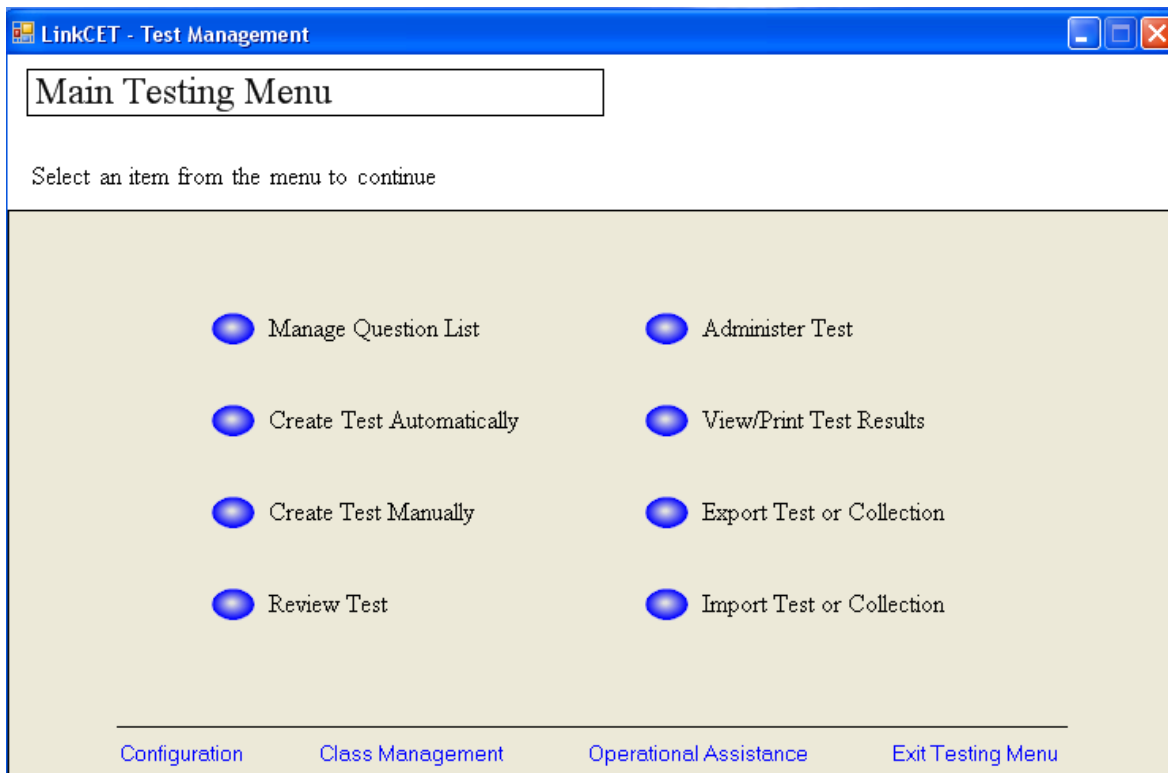 LinkCET - Test Management
Main Testing Menu
Select an item from the menu to continue
Manage Question List
Create Test Automatically
Create Test Manually
Review Test
Administer Test
View/Print Test Results
Export Test or Collection
Import Test or Collection
Configuration Class Management Operational Assistance Exit Testing Menu